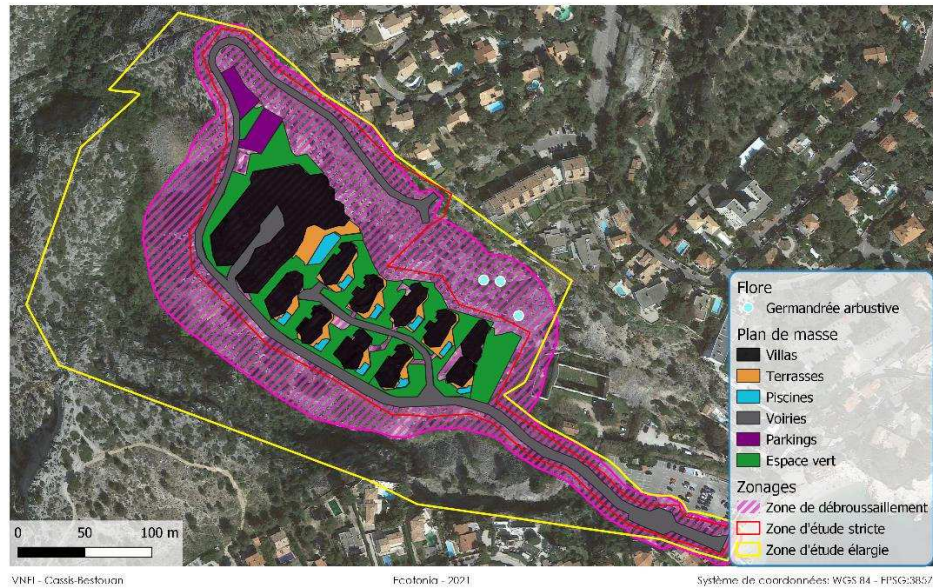 Flore
Germandrée arbustive
Plan de masse
Villas
Terrasses
Piscines
Voiries
Parkings
Espace vert
Zonages
Zone de débroussaillement
Zone d'étude stricte
Zone d'étude élargie
0 50 100 m
VNFI - Cassis-Bestouan Ecotonia - 2021 Système de coordonnées: WGS 84 - EPSG:3857